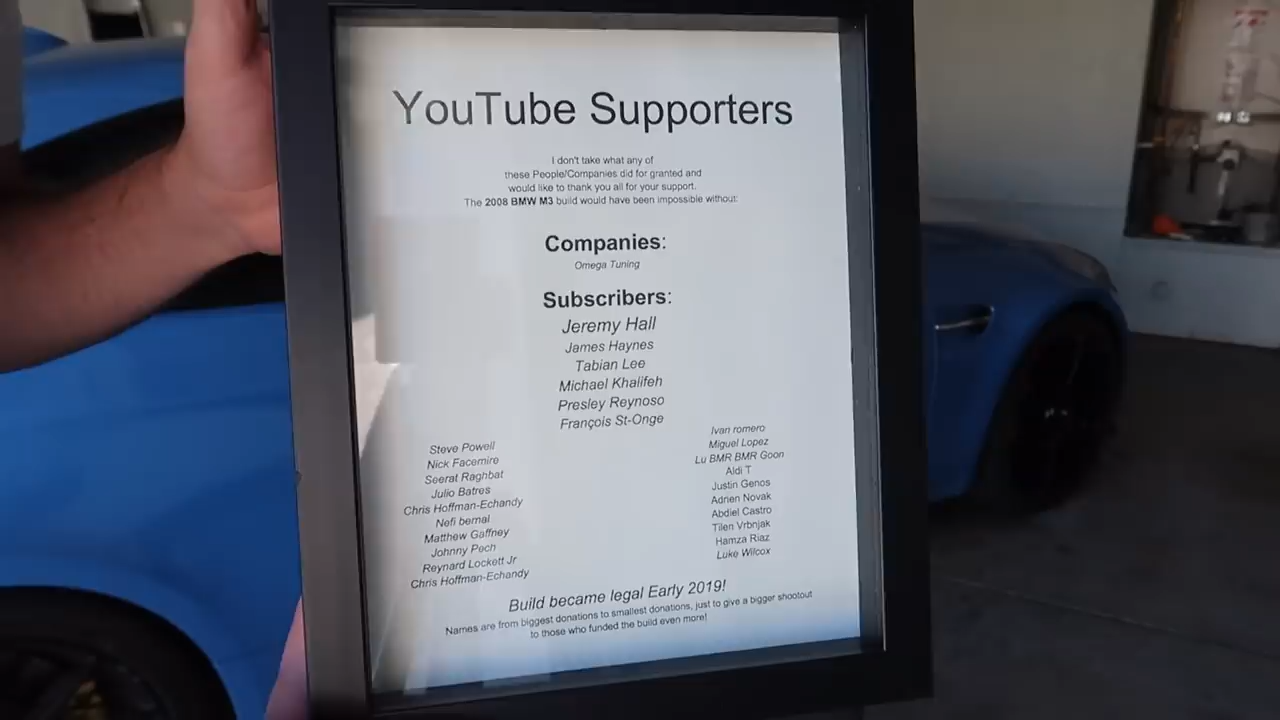 YouTube Supporters
I don't take what any of
these People/Companies did for granted and
would like to thank you all for your support.
The 2008 BMW M3 build would have been impossible without:
Companies:
Omega Tuning
Subscribers:
Jeremy Hall
James Haynes
Tabian Lee
Michael Khalifeh
Presley Reynoso
François St-Onge
Steve Powell
Nick Facemire
Seerat Raghbat
Julio Batres
Chris Hoffman-Echandy
Nefi bernal
Matthew Gaffney
Johnny Pech
Reynard Lockett Jr
Chris Hoffman-Echandy
Ivan romero
Miguel Lopez
Lu BMR BMR Goon
Aldi T
Justin Genos
Adrien Novak
Abdiel Castro
Tilen Vrbnjak
Hamza Riaz
Luke Wilcox
Build became legal Early 2019!
Names are from biggest donations to smallest donations, just to give a bigger shootout
to those who funded the build even more!